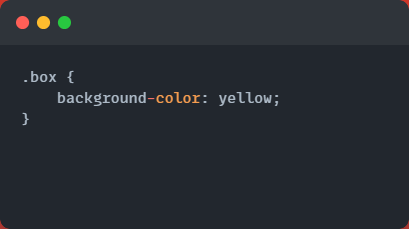 .box {
    background-color: yellow;
}